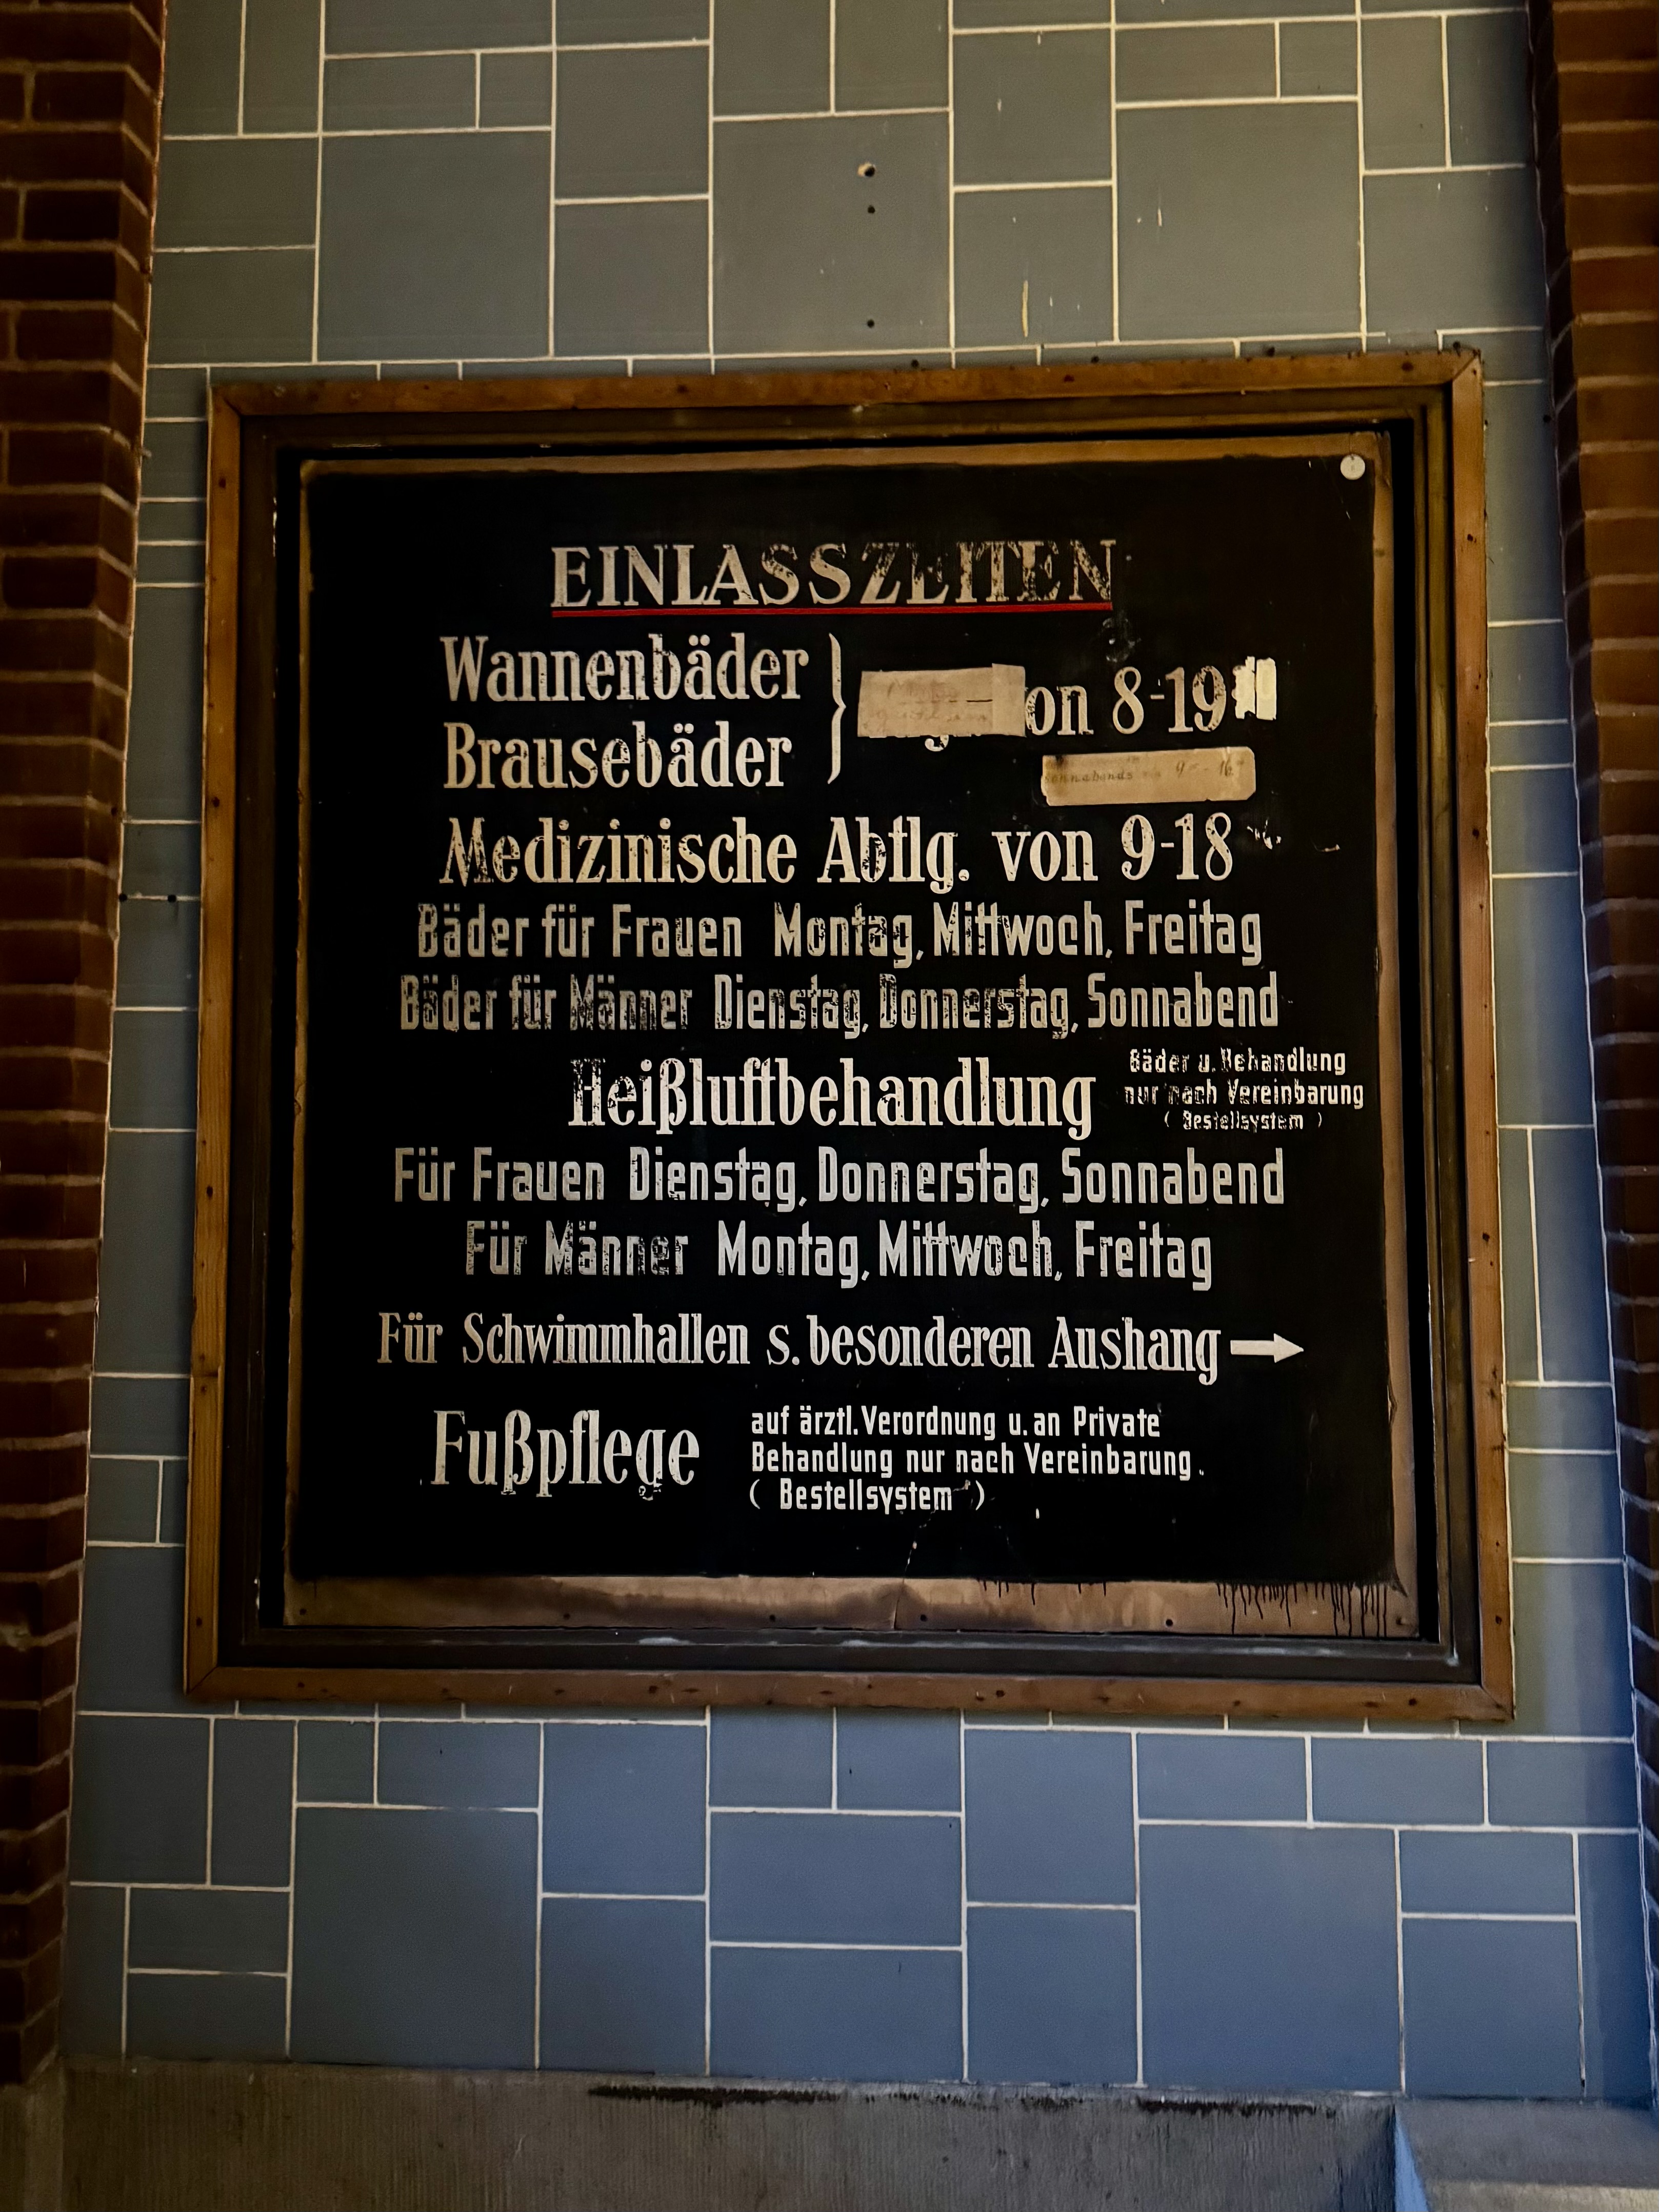 EINLASSZEITEN
Wannenbäder
Brausebäder
on 8-19
Sonnabends
Medizinische Abtlg. von 9-18
Bäder für Frauen Montag, Mittwoch, Freitag
Bäder für Männer Dienstag, Donnerstag, Sonnabend
Heißluftbehandlung
Bäder u. Behandlung
nur nach Vereinbarung
( Bestellsystem )
Für Frauen Dienstag, Donnerstag, Sonnabend
Für Männer Montag, Mittwoch, Freitag
Für Schwimmhallen s. besonderen Aushang →
Fußpflege
auf ärztl. Verordnung u. an Private
Behandlung nur nach Vereinbarung.
( Bestellsystem )